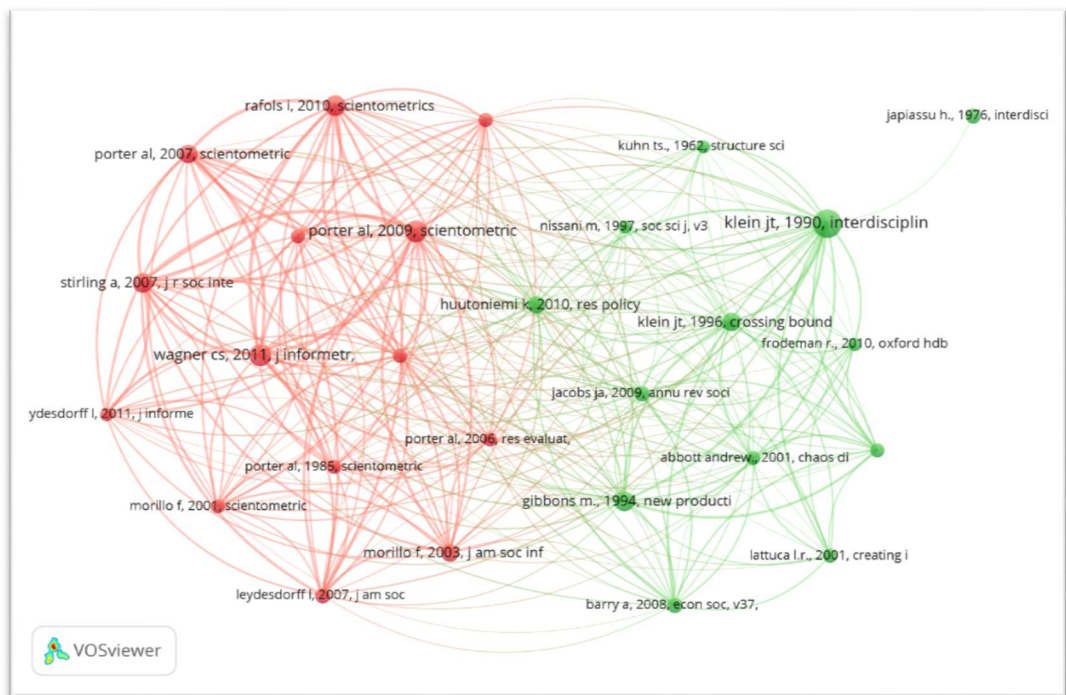 rafols i, 2010, scientometrics
japiassu h., 1976, interdisci
kuhn ts., 1962, structure sci
porter al, 2007, scientometric
klein jt, 1990, interdisciplin
nissani m, 1997, soc sci j, v3
porter al, 2009, scientometric
stirling a, 2007, j r soc inte
huutoniemi k, 2010, res policy
klein jt, 1996, crossing bound
frodeman r., 2010, oxford hdb
wagner cs, 2011, j informetr,
jacobs ja, 2009, annu rev soci
ydesdorff l, 2011, j informe
porter al, 2006, res evaluat,
abbott andrew., 2001, chaos di
porter al, 1985, scientometric
gibbons m., 1994, new producti
morillo f, 2001, scientometric
morillo f, 2003, j am soc inf
lattuca l.r., 2001, creating i
leydesdorff l, 2007, j am soc
barry a, 2008, econ soc, v37,
VOSviewer